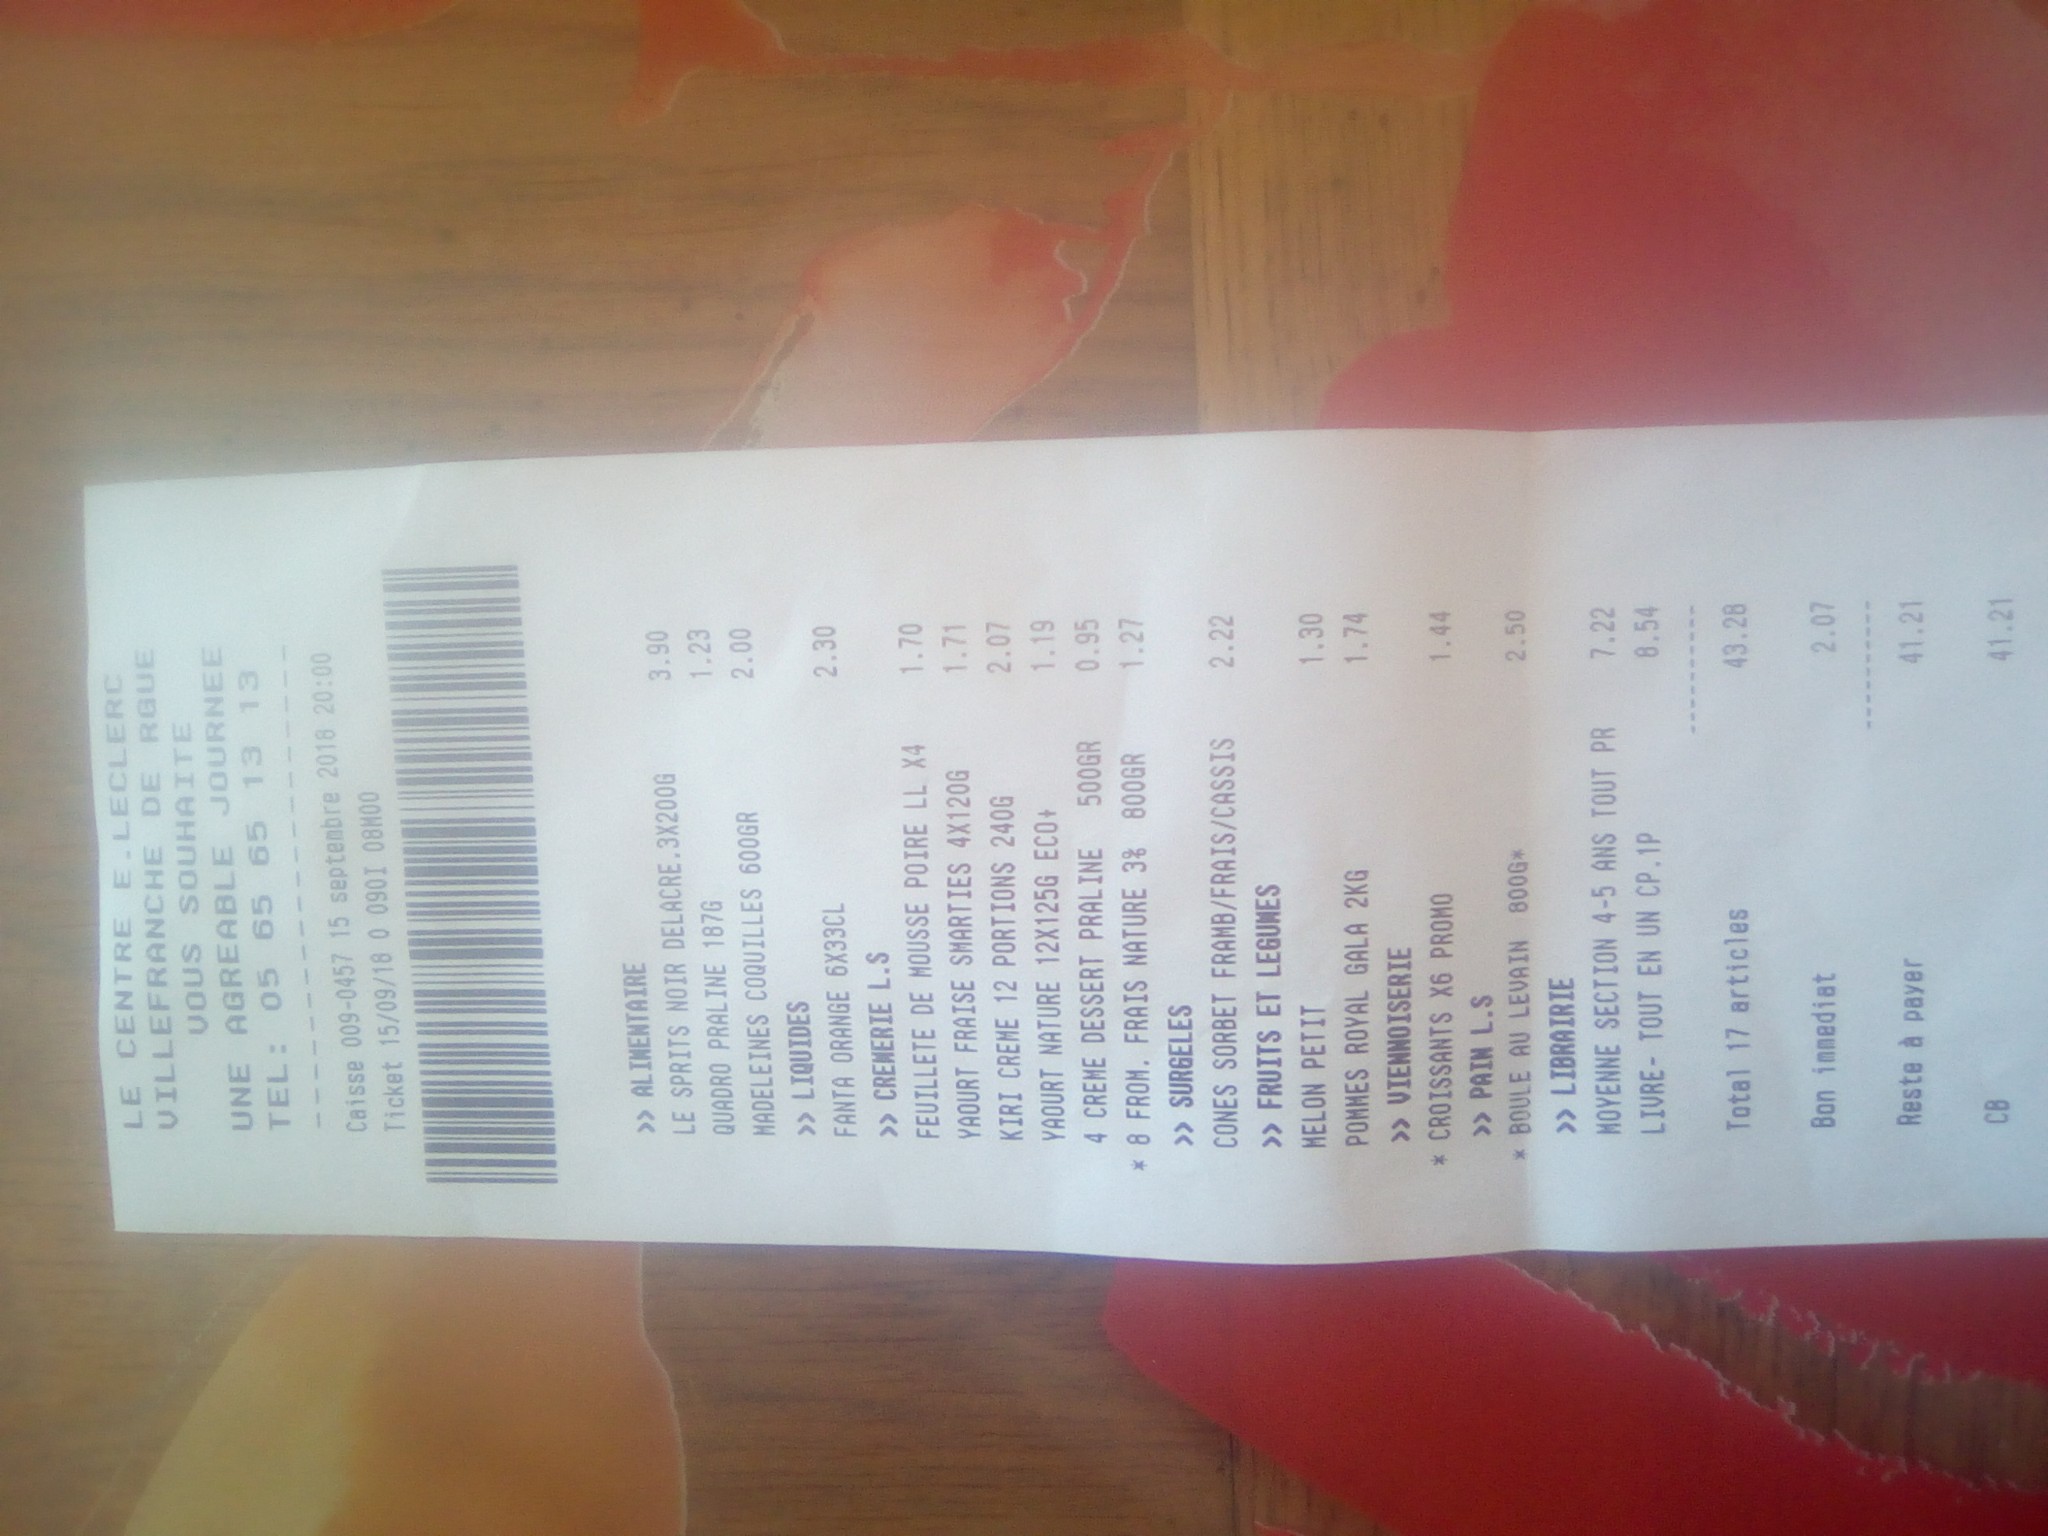 LE CENTRE E.LECLERC
VILLEFRANCHE DE RGUE
VOUS SOUHAITE
UNE AGREABLE JOURNEE
TEL: 05 65 65 13 13
--------------------
Caisse 009-0457 15 septembre 2018 20:00
Ticket 15/09/18 0 090I 08M00
>> ALIMENTAIRE
LE SPRITS NOIR DELACRE.3X200G 3.90
QUADRO PRALINE 187G 1.23
MADELEINES COQUILLES 600GR 2.00
>> LIQUIDES
FANTA ORANGE 6X33CL 2.30
>> CREMERIE L.S
FEUILLETE DE MOUSSE POIRE LL X4 1.70
YAOURT FRAISE SMARTIES 4X120G 1.71
KIRI CREME 12 PORTIONS 240G 2.07
YAOURT NATURE 12X125G ECO+ 1.19
4 CREME DESSERT PRALINE 500GR 0.95
* 8 FROM. FRAIS NATURE 3% 800GR 1.27
>> SURGELES
CONES SORBET FRAMB/FRAIS/CASSIS 2.22
>> FRUITS ET LEGUMES
MELON PETIT 1.30
POMMES ROYAL GALA 2KG 1.74
>> VIENNOISERIE
* CROISSANTS X6 PROMO 1.44
>> PAIN L.S
* BOULE AU LEVAIN 800G* 2.50
>> LIBRAIRIE
MOYENNE SECTION 4-5 ANS TOUT PR 7.22
LIVRE- TOUT EN UN CP.1P 8.54
----------
Total 17 articles 43.28
Bon immediat 2.07
----------
Reste à payer 41.21
CB 41.21